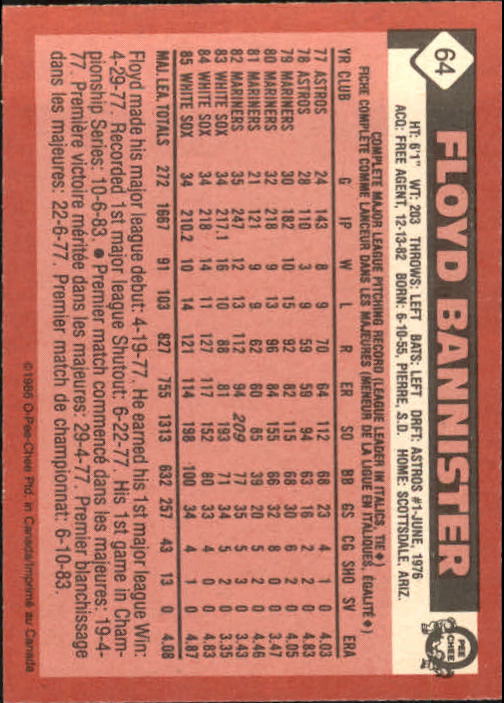 64
FLOYD BANNISTER
HT: 6'1" WT: 203 THROWS: LEFT BATS: LEFT DRFT: ASTROS #1-JUNE, 1976
ACQ: FREE AGENT, 12-13-82 BORN: 6-10-55, PIERRE, S.D. HOME: SCOTTSDALE, ARIZ.
O PEE CHEE
COMPLETE MAJOR LEAGUE PITCHING RECORD (LEAGUE LEADER IN ITALICS, TIE ♦)
FICHE COMPLÈTE COMME LANCEUR DANS LES MAJEURES (MENEUR DE LA LIGUE EN ITALIQUES, ÉGALITÉ ♦)
YR CLUB G IP W L R ER SO BB GS CG SHO SV ERA
77 ASTROS 24 143 8 9 70 64 112 68 23 4 1 0 4.03
78 ASTROS 28 110 3 9 59 59 94 63 16 2 2 0 4.83
79 MARINERS 30 182 10 15 92 82 115 68 30 6 2 0 4.05
80 MARINERS 32 218 9 13 96 84 155 66 32 8 0 0 3.47
81 MARINERS 21 121 9 9 62 60 85 39 20 5 2 0 4.46
82 MARINERS 35 247 12 13 112 94 209 77 35 5 3 0 3.43
83 WHITE SOX 34 217.1 16 10 88 81 193 71 34 5 2 0 3.35
84 WHITE SOX 34 218 14 11 127 117 152 80 33 4 0 0 4.83
85 WHITE SOX 34 210.2 10 14 121 114 198 100 34 4 1 0 4.87
MAJ. LEA. TOTALS 272 1667 91 103 827 755 1313 632 257 43 13 0 4.08
Floyd made his major league debut: 4-19-77. He earned his 1st major league Win:
4-29-77. Recorded 1st major league Shutout: 6-22-77. His 1st game in Cham-
pionship Series: 10-6-83. ● Premier match commencé dans les majeures: 19-4-
77. Première victoire méritée dans les majeures: 29-4-77. Premier blanchissage
dans les majeures: 22-6-77. Premier match de championnat: 6-10-83.
©1986 O-Pee-Chee Ptd. in Canada/Imprimé au Canada